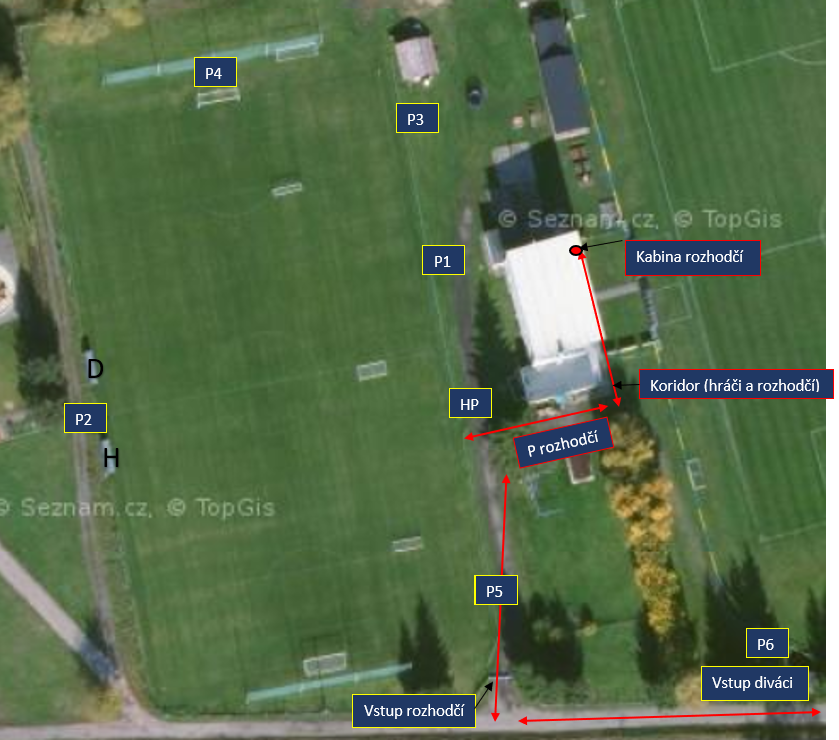 P4
P3
© Seznam.cz, © TopGis
P1
Kabina rozhodčí
D
Koridor (hráči a rozhodčí)
HP
P2
P rozhodčí
H
© Seznam.cz, © TopGis
P5
P6
Vstup diváci
Vstup rozhodčí